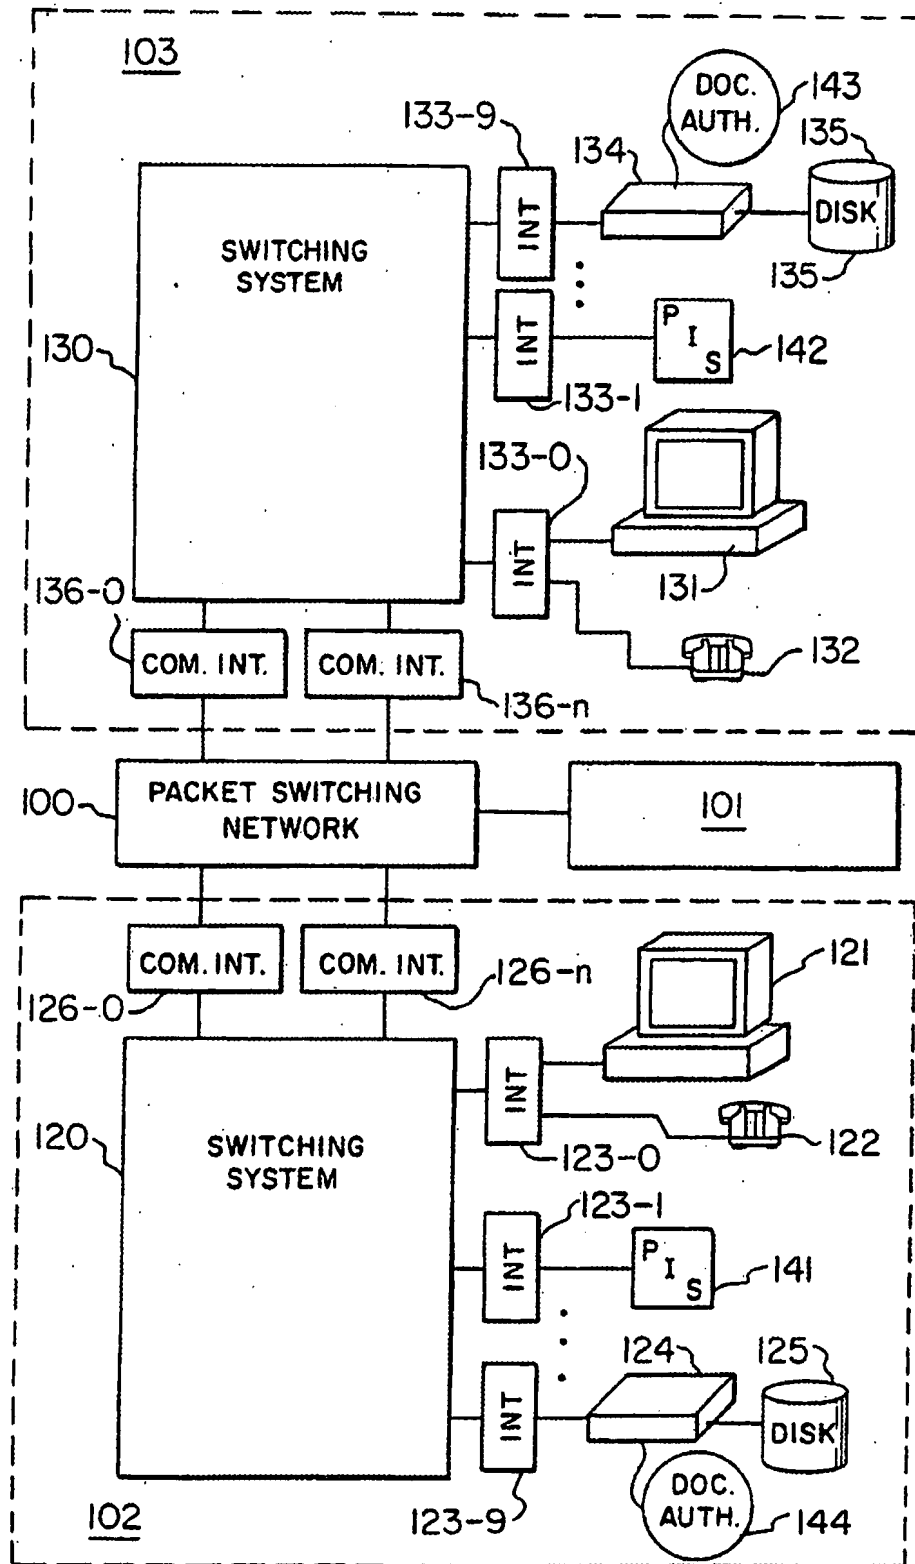 103
DOC.
AUTH.
143
133-9
134
135
INT
DISK
SWITCHING
SYSTEM
135
INT
P
I
S
142
130
133-1
133-0
INT
131
136-0
COM. INT.
COM. INT.
132
136-n
100
PACKET SWITCHING
NETWORK
101
COM. INT.
COM. INT.
121
126-0
126-n
INT
120
SWITCHING
SYSTEM
122
123-0
123-1
INT
P
I
S
141
124
125
INT
DISK
DOC.
AUTH.
102
123-9
144